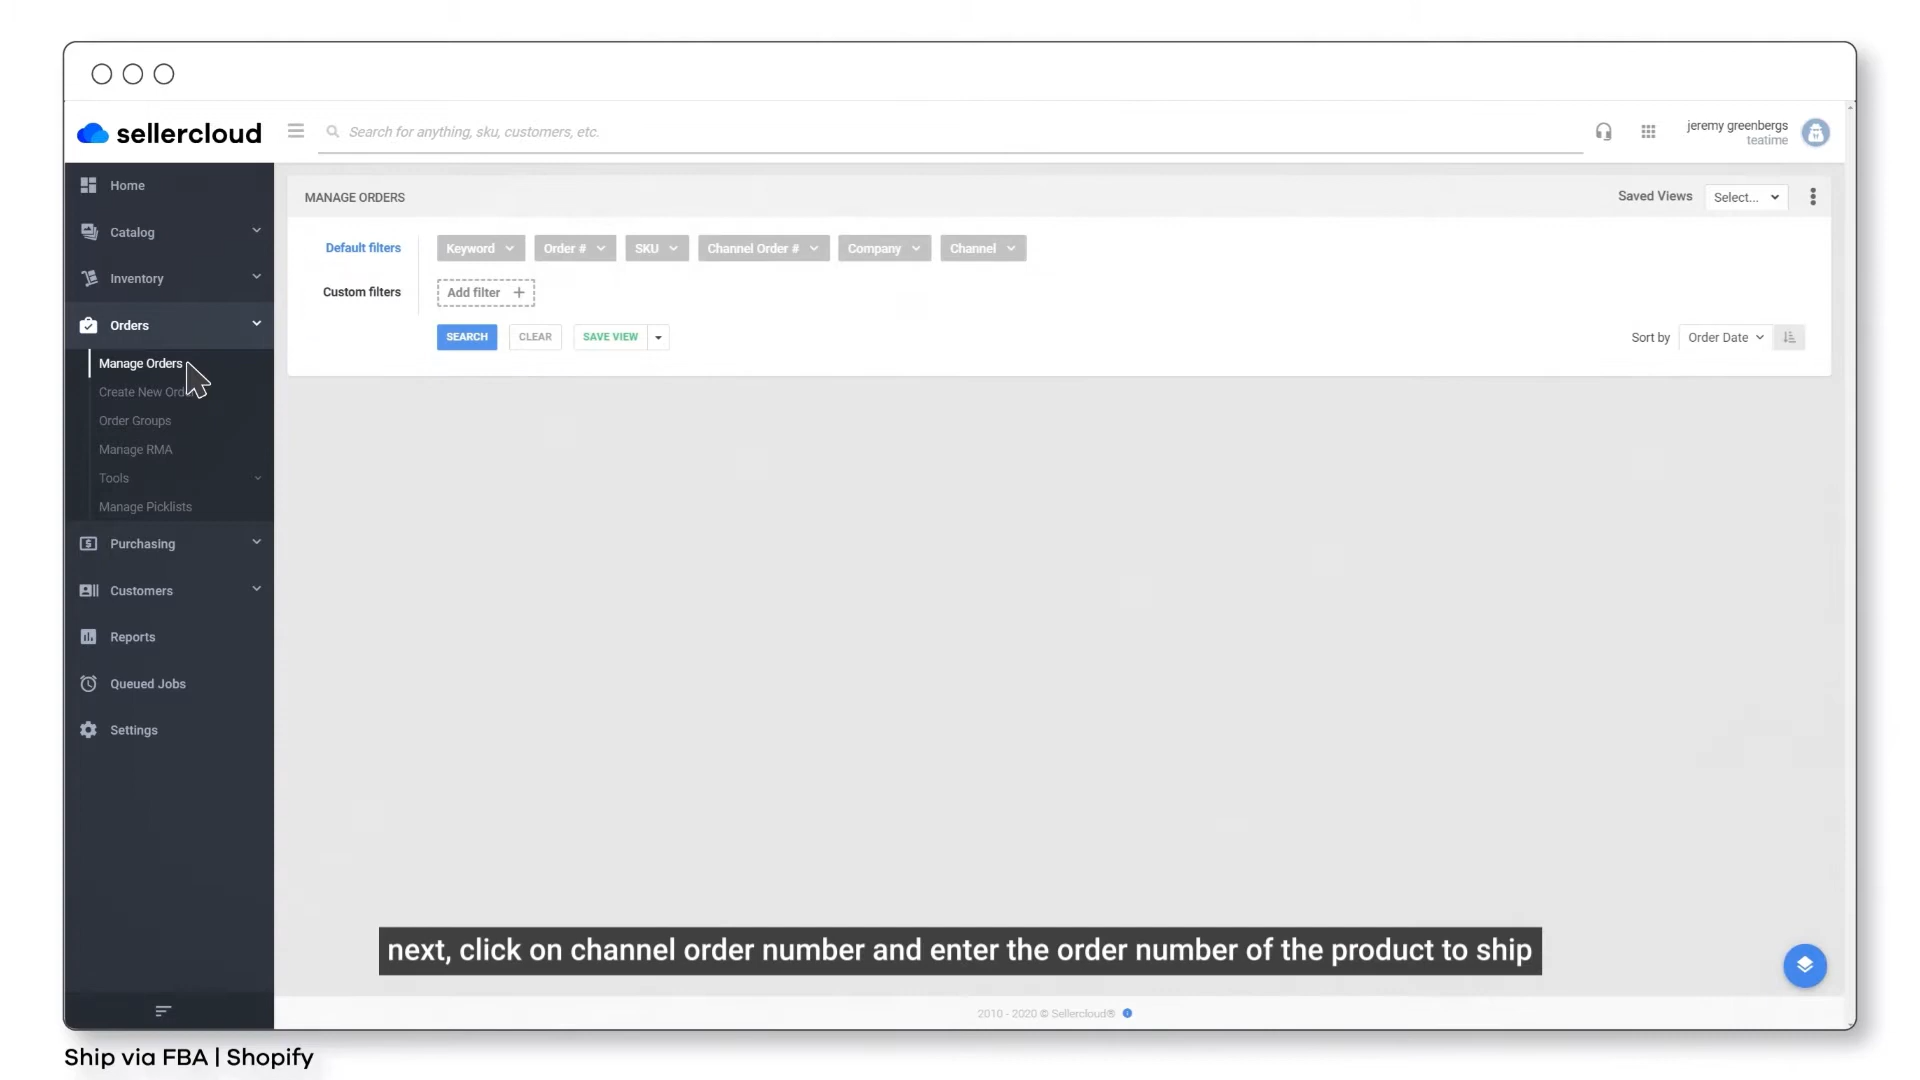 sellercloud
Search for anything, sku, customers, etc.
jeremy greenbergs
teatime
Home
Catalog
Inventory
Orders
Manage Orders
Create New Ord
Order Groups
Manage RMA
Tools
Manage Picklists
Purchasing
Customers
Reports
Queued Jobs
Settings
MANAGE ORDERS
Saved Views Select...
Default filters Keyword Order # SKU Channel Order # Company Channel
Custom filters Add filter +
SEARCH CLEAR SAVE VIEW
Sort by Order Date
next, click on channel order number and enter the order number of the product to ship
2010 - 2020 © Sellercloud®
Ship via FBA | Shopify